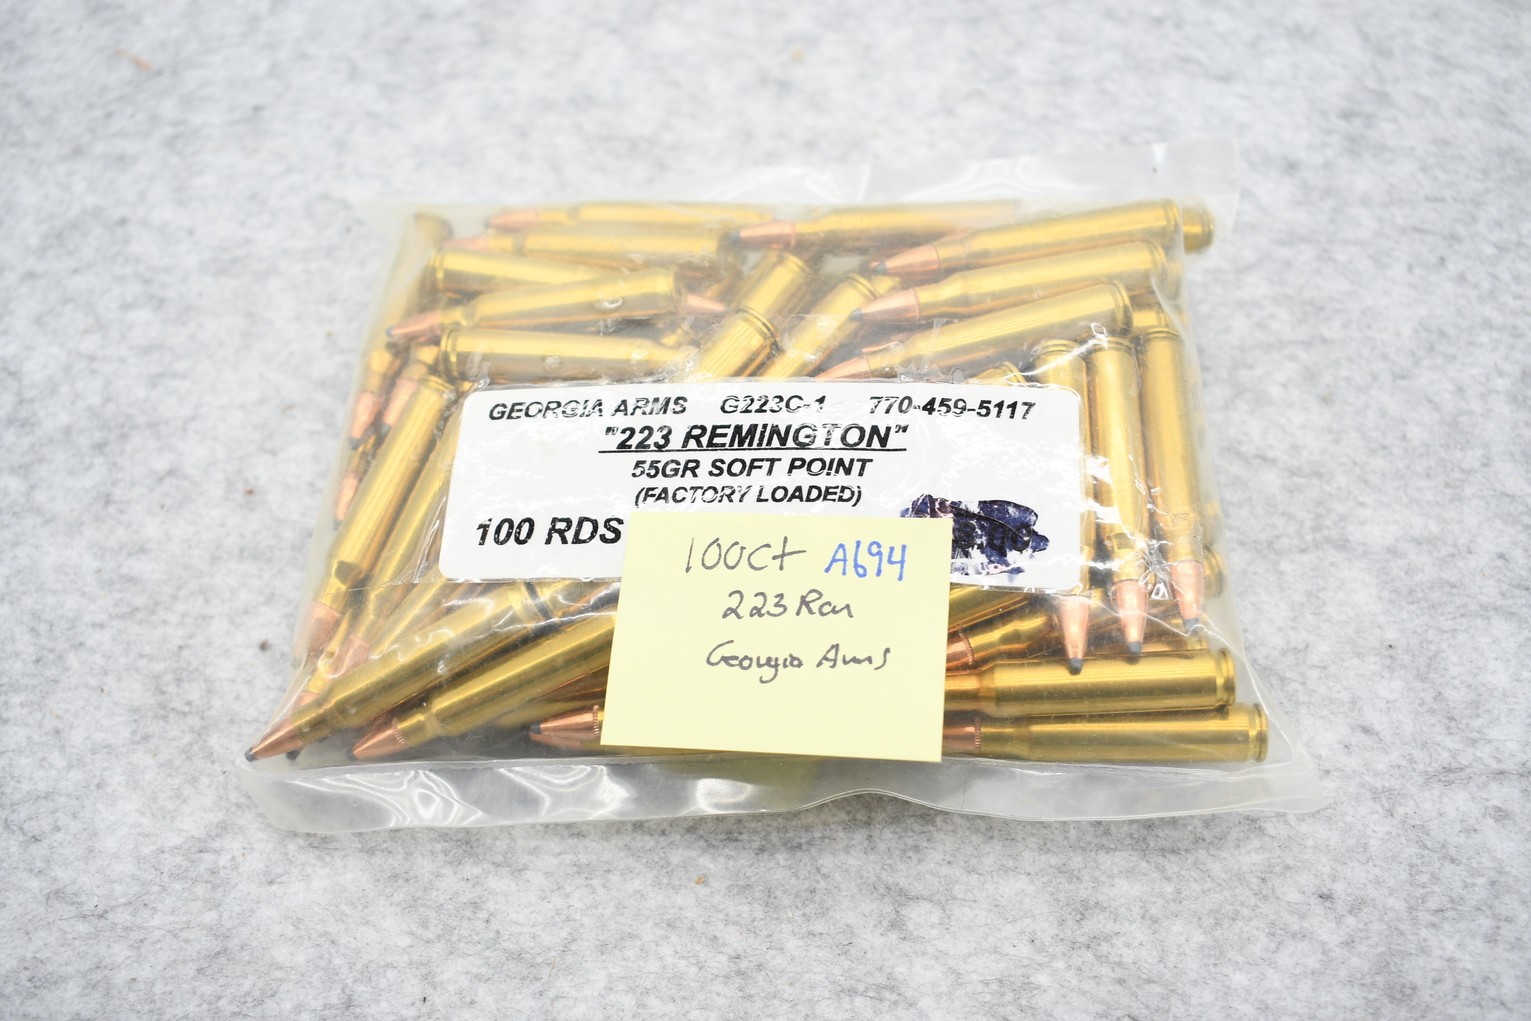 GEORGIA ARMS G223C-1 770-459-5117
"223 REMINGTON"
55GR SOFT POINT
(FACTORY LOADED)
100 RDS
100ct A694
223 Rem
Georgia Arms